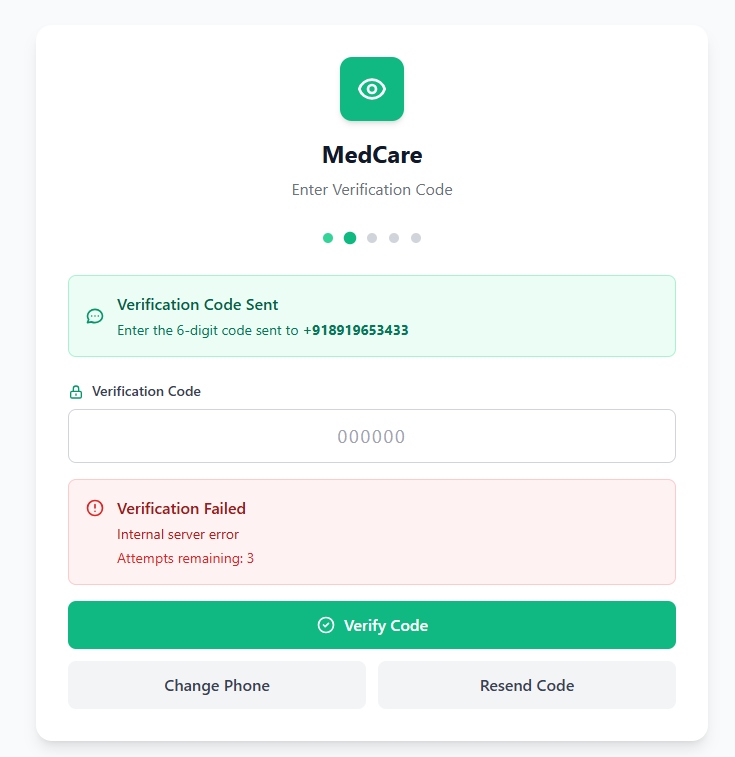 MedCare
Enter Verification Code
Verification Code Sent
Enter the 6-digit code sent to +918919653433
Verification Code
000000
Verification Failed
Internal server error
Attempts remaining: 3
Verify Code
Change Phone
Resend Code